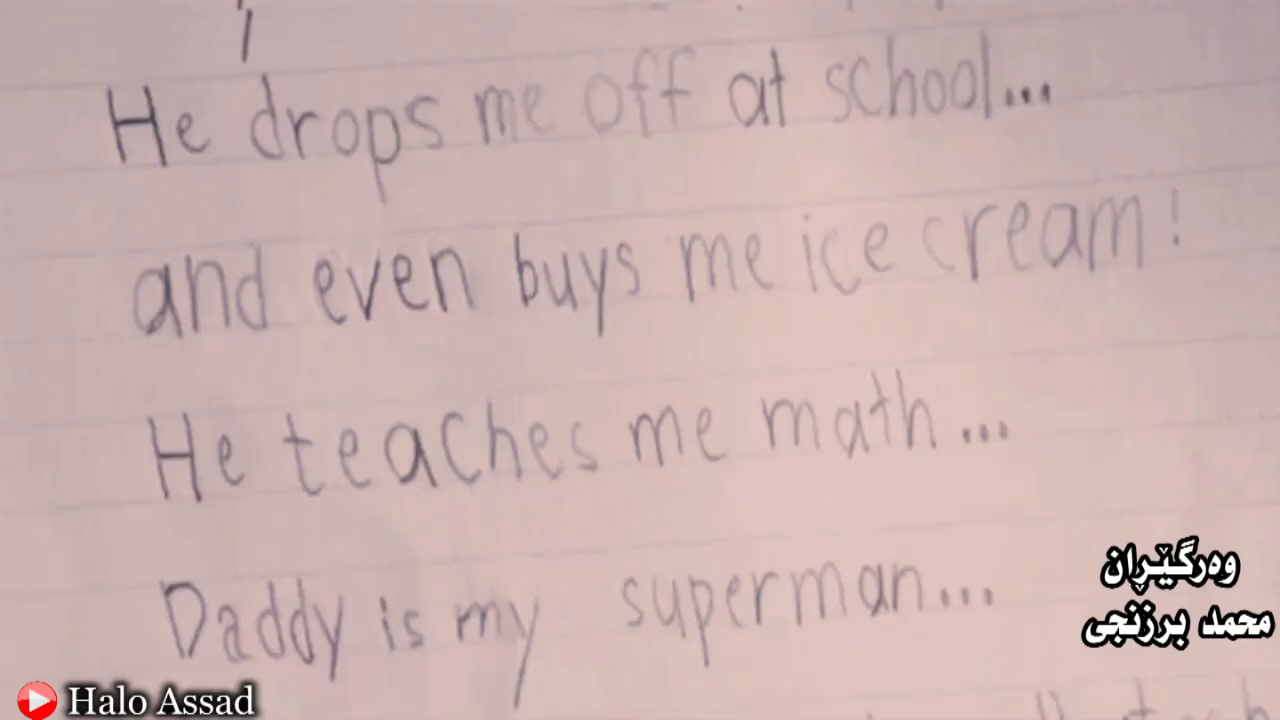 He drops me off at school...
and even buys me ice cream!
He teaches me math...
Daddy is my superman...
وەرگێڕان
محمد برزنجی
Halo Assad